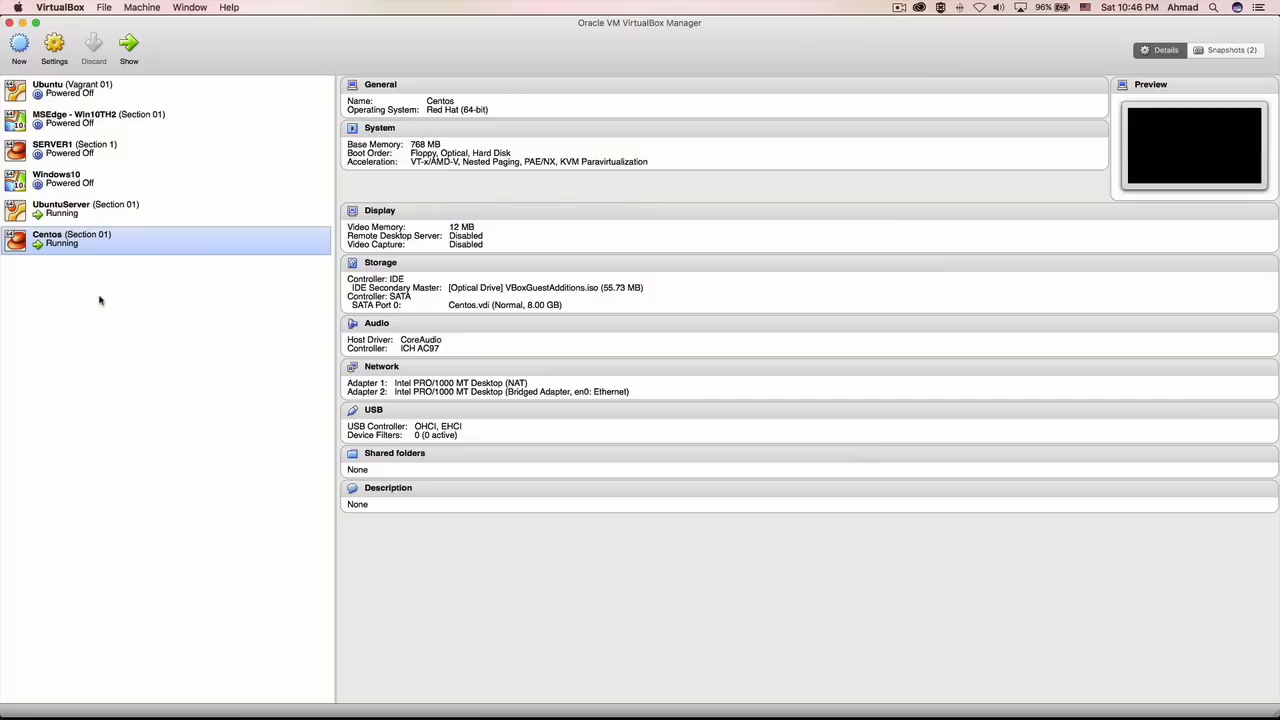 VirtualBox File Machine Window Help
96% Sat 10:46 PM Ahmad
Oracle VM VirtualBox Manager
New Settings Discard Show
Details Snapshots (2)
64 Ubuntu (Vagrant 01)
Powered Off
64 10 MSEdge - Win10TH2 (Section 01)
Powered Off
64 SERVER1 (Section 1)
Powered Off
64 10 Windows10
Powered Off
64 UbuntuServer (Section 01)
Running
64 Centos (Section 01)
Running
General
Name: Centos
Operating System: Red Hat (64-bit)
System
Base Memory: 768 MB
Boot Order: Floppy, Optical, Hard Disk
Acceleration: VT-x/AMD-V, Nested Paging, PAE/NX, KVM Paravirtualization
Preview
Display
Video Memory: 12 MB
Remote Desktop Server: Disabled
Video Capture: Disabled
Storage
Controller: IDE
IDE Secondary Master: [Optical Drive] VBoxGuestAdditions.iso (55.73 MB)
Controller: SATA
SATA Port 0: Centos.vdi (Normal, 8.00 GB)
Audio
Host Driver: CoreAudio
Controller: ICH AC97
Network
Adapter 1: Intel PRO/1000 MT Desktop (NAT)
Adapter 2: Intel PRO/1000 MT Desktop (Bridged Adapter, en0: Ethernet)
USB
USB Controller: OHCI, EHCI
Device Filters: 0 (0 active)
Shared folders
None
Description
None